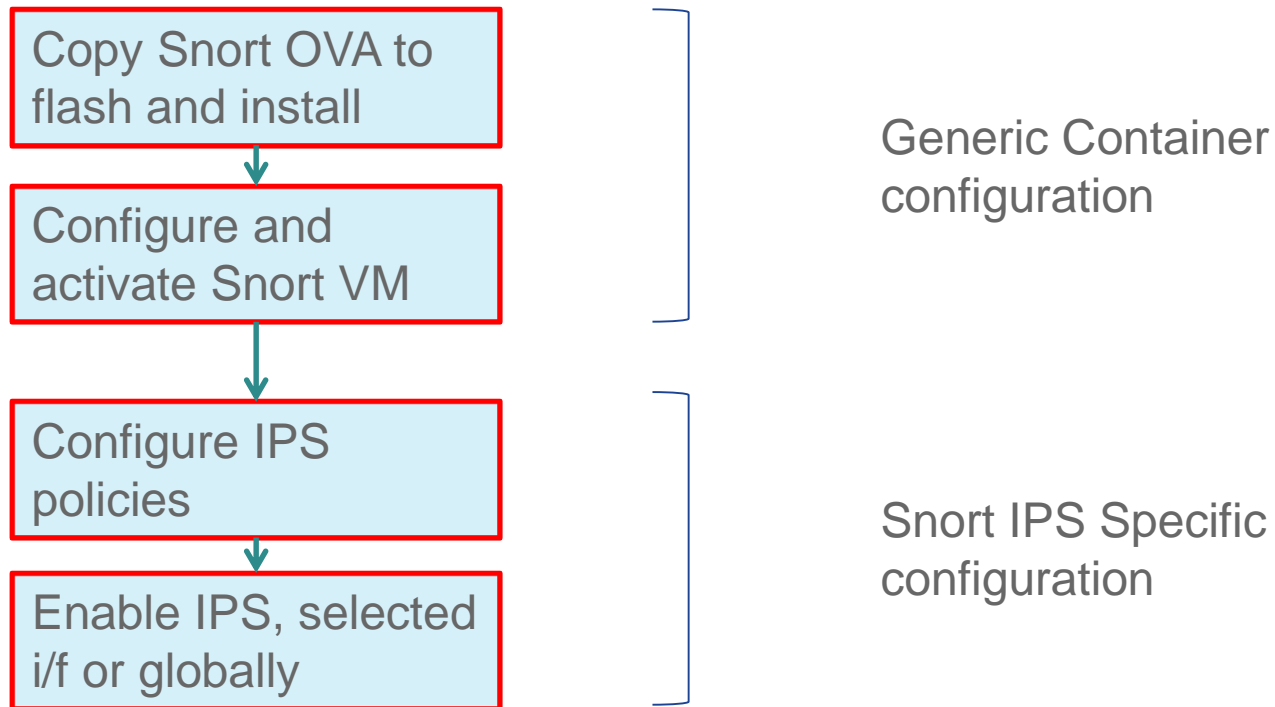 Copy Snort OVA to
flash and install
Generic Container
configuration
Configure and
activate Snort VM
Configure IPS
policies
Snort IPS Specific
configuration
Enable IPS, selected
i/f or globally